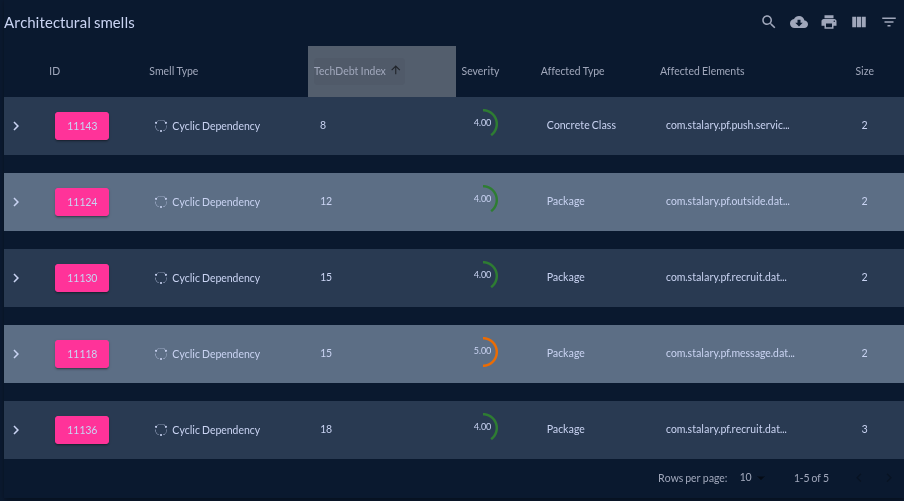 Architectural smells
ID Smell Type TechDebt Index Severity Affected Type Affected Elements Size
11143 Cyclic Dependency 8 4.00 Concrete Class com.stalary.pf.push.servic... 2
11124 Cyclic Dependency 12 4.00 Package com.stalary.pf.outside.dat... 2
11130 Cyclic Dependency 15 4.00 Package com.stalary.pf.recruit.dat... 2
11118 Cyclic Dependency 15 5.00 Package com.stalary.pf.message.dat... 2
11136 Cyclic Dependency 18 4.00 Package com.stalary.pf.recruit.dat... 3
Rows per page: 10 1-5 of 5